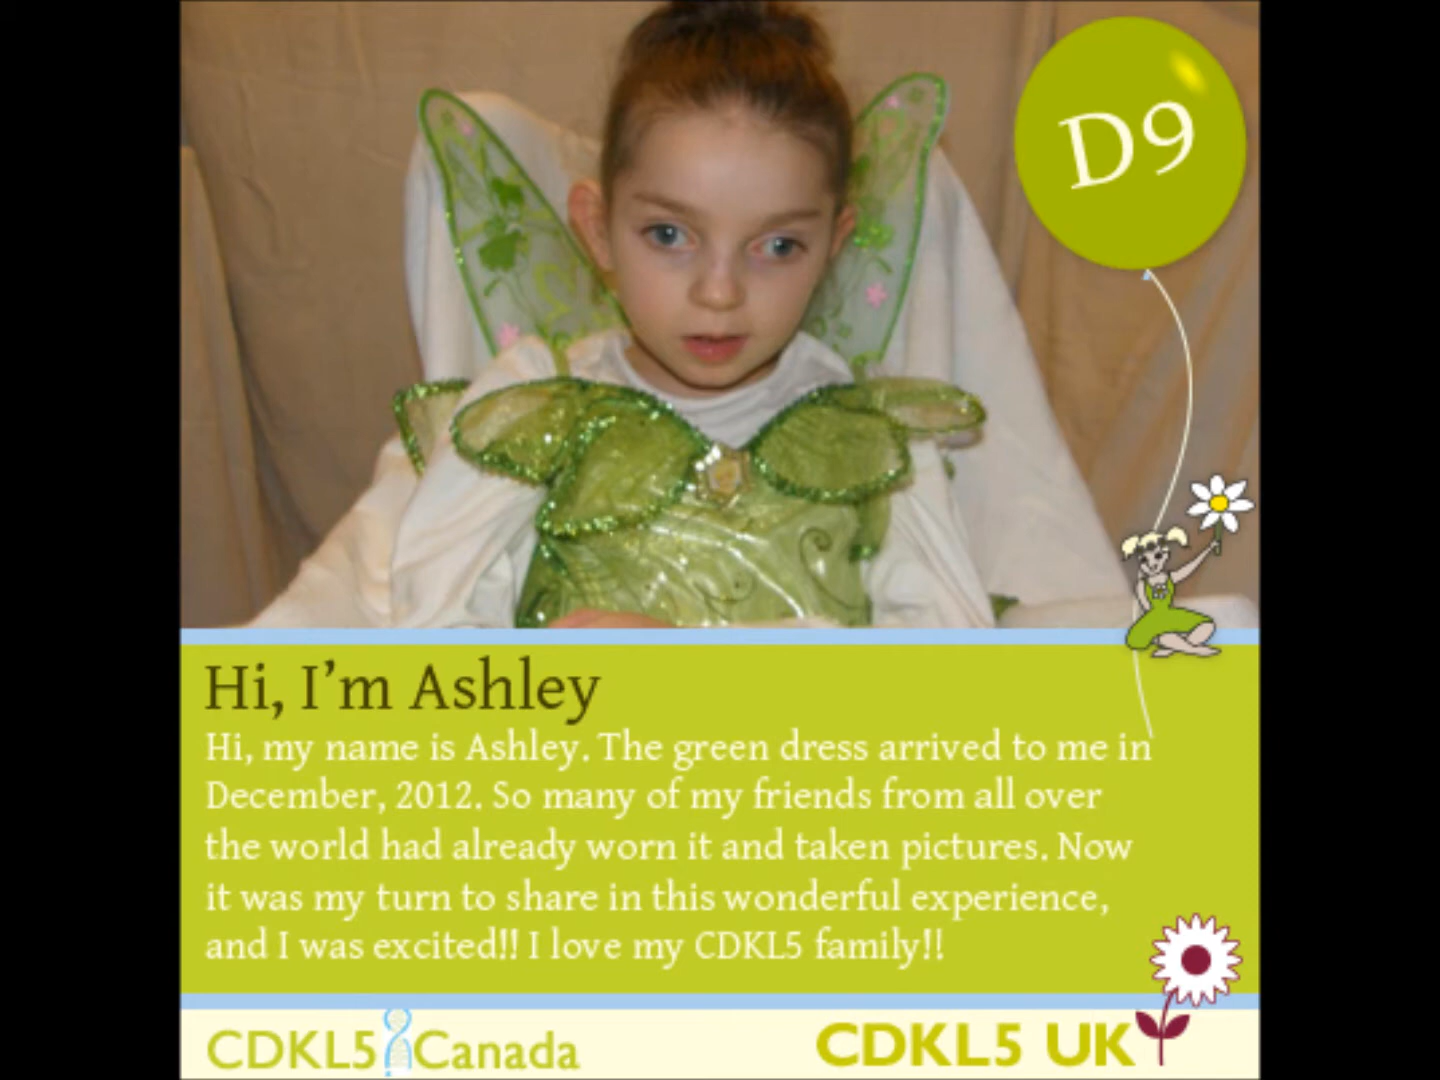 D9
Hi, I'm Ashley
Hi, my name is Ashley. The green dress arrived to me in
December, 2012. So many of my friends from all over
the world had already worn it and taken pictures. Now
it was my turn to share in this wonderful experience,
and I was excited!! I love my CDKL5 family!!
CDKL5 Canada
CDKL5 UK